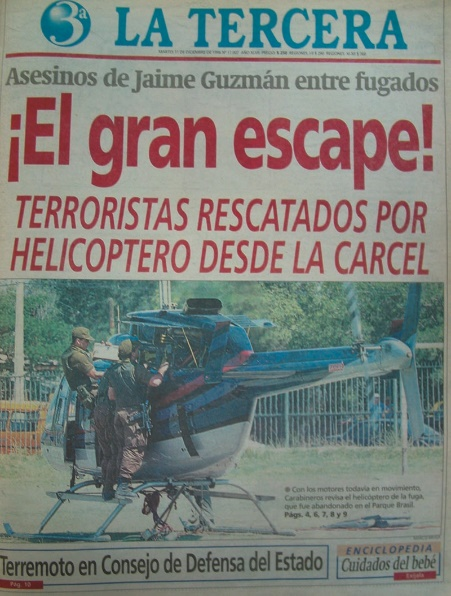 3ª LA TERCERA
Asesinos de Jaime Guzmán entre fugados
¡El gran escape!
TERRORISTAS RESCATADOS POR
HELICOPTERO DESDE LA CARCEL
Con los motores todavía en movimiento,
Carabineros revisa el helicóptero de la fuga,
que fue abandonado en el Parque Brasil.
Págs. 4, 6, 7, 8 y 9
Terremoto en Consejo de Defensa del Estado
Pág. 10
ENCICLOPEDIA
Cuidados del bebé